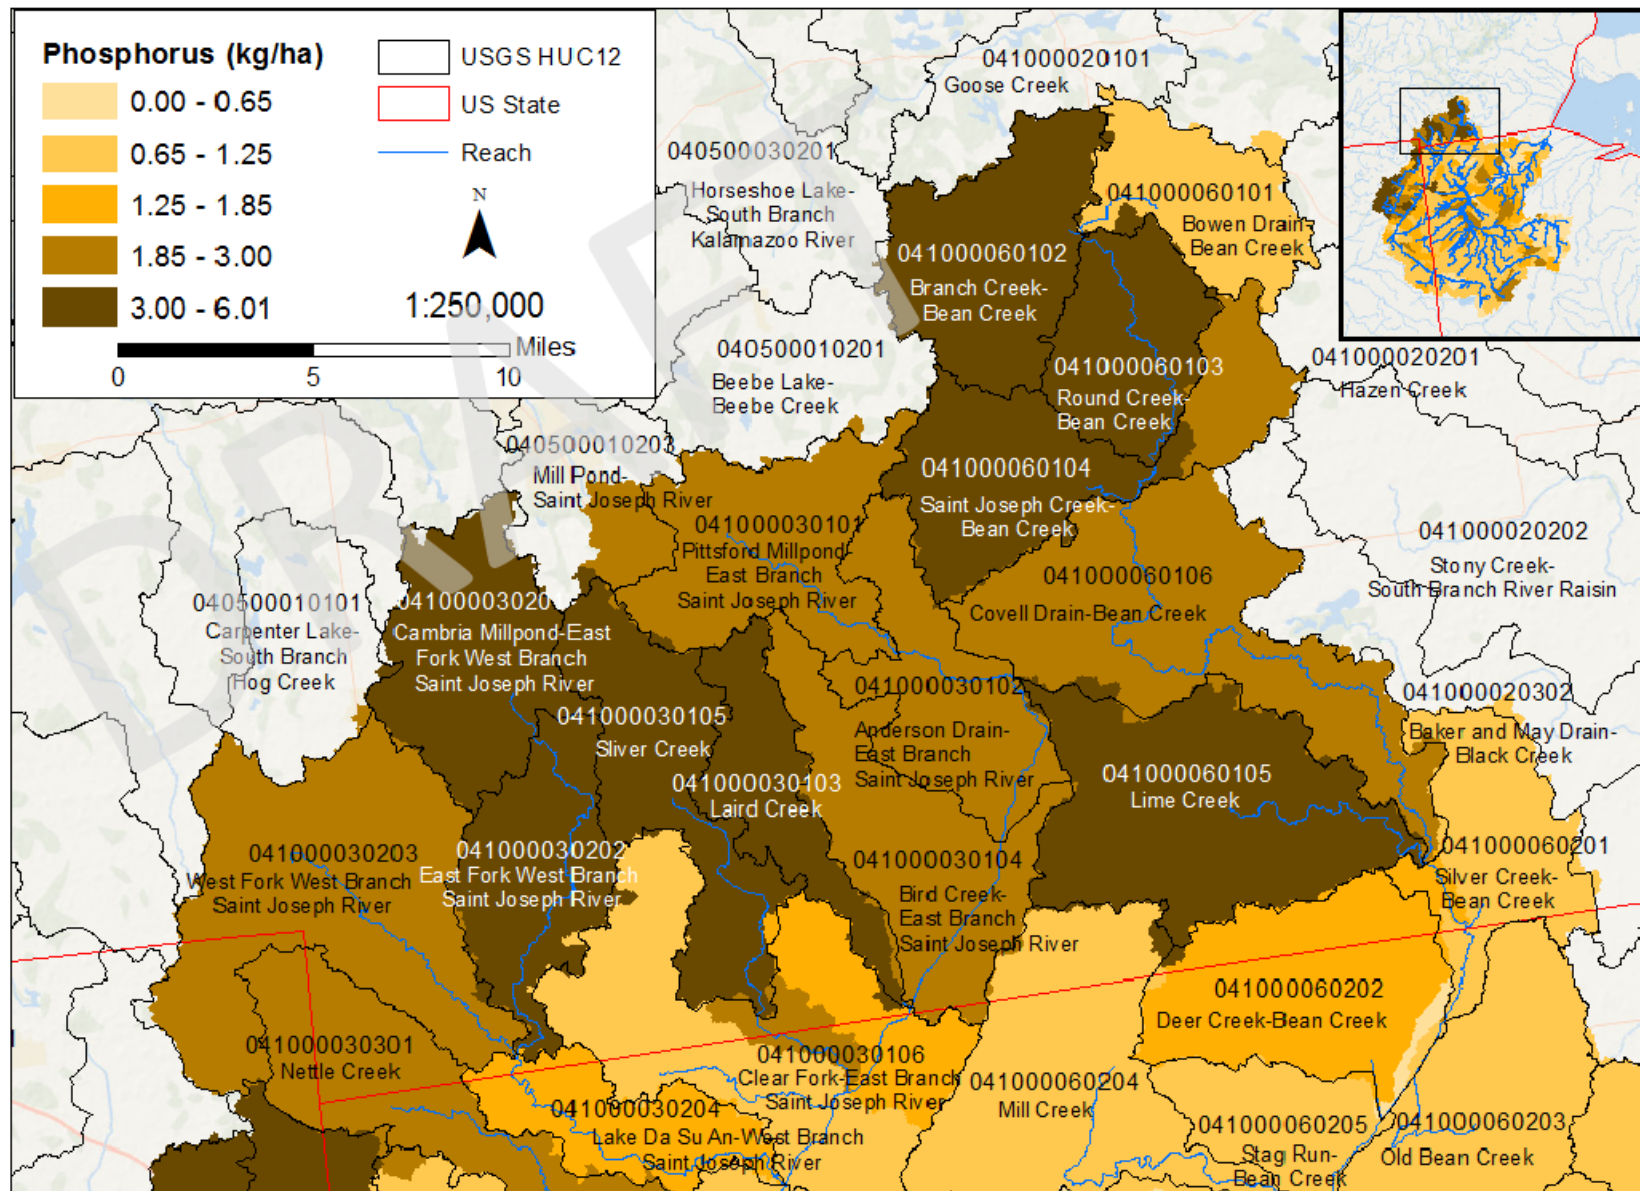 Phosphorus (kg/ha)
0.00 - 0.65
0.65 - 1.25
1.25 - 1.85
1.85 - 3.00
3.00 - 6.01
USGS HUC12
US State
Reach
N
1:250,000
Miles
0 5 10
DRAFT
041000020101
Goose Creek
040500030201
Horseshoe Lake-
South Branch
Kalamazoo River
041000060101
Bowen Drain-
Bean Creek
041000060102
Branch Creek-
Bean Creek
040500010201
Beebe Lake-
Beebe Creek
041000060103
Round Creek-
Bean Creek
041000020201
Hazen Creek
040500010203
Mill Pond-
Saint Joseph River
041000060104
Saint Joseph Creek-
Bean Creek
041000030101
Pittsford Millpond-
East Branch
Saint Joseph River
041000020202
Stony Creek-
South Branch River Raisin
041000060106
Covell Drain-Bean Creek
040500010101
Carpenter Lake-
South Branch
Hog Creek
041000030201
Cambria Millpond-East
Fork West Branch
Saint Joseph River
041000030102
Anderson Drain-
East Branch
Saint Joseph River
041000020302
Baker and May Drain-
Black Creek
041000030105
Sliver Creek
041000030103
Laird Creek
041000060105
Lime Creek
041000030203
West Fork West Branch
Saint Joseph River
041000030202
East Fork West Branch
Saint Joseph River
041000030104
Bird Creek-
East Branch
Saint Joseph River
041000060201
Silver Creek-
Bean Creek
041000060202
Deer Creek-Bean Creek
041000030301
Nettle Creek
041000030106
Clear Fork-East Branch
Saint Joseph River
041000060204
Mill Creek
041000030204
Lake Da Su An-West Branch
Saint Joseph River
041000060205
Stag Run-
Bean Creek
041000060203
Old Bean Creek